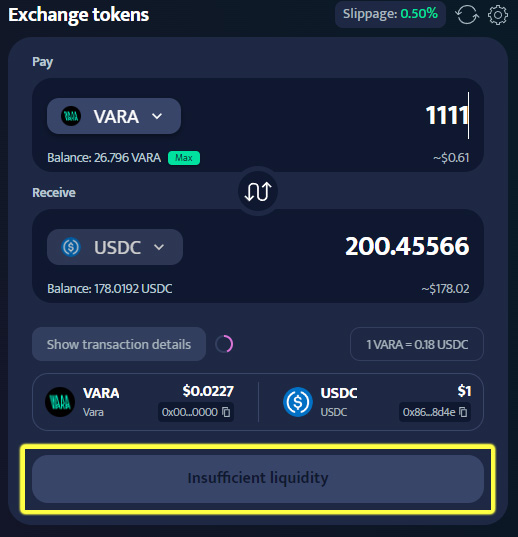 Exchange tokens
Slippage: 0.50%
Pay
VARA
1111
Balance: 26.796 VARA
Max
~$0.61
Receive
USDC
200.45566
Balance: 178.0192 USDC
~$178.02
Show transaction details
1 VARA = 0.18 USDC
VARA
VARA
$0.0227
Vara
0x00...0000
USDC
$1
USDC
0x86...8d4e
Insufficient liquidity